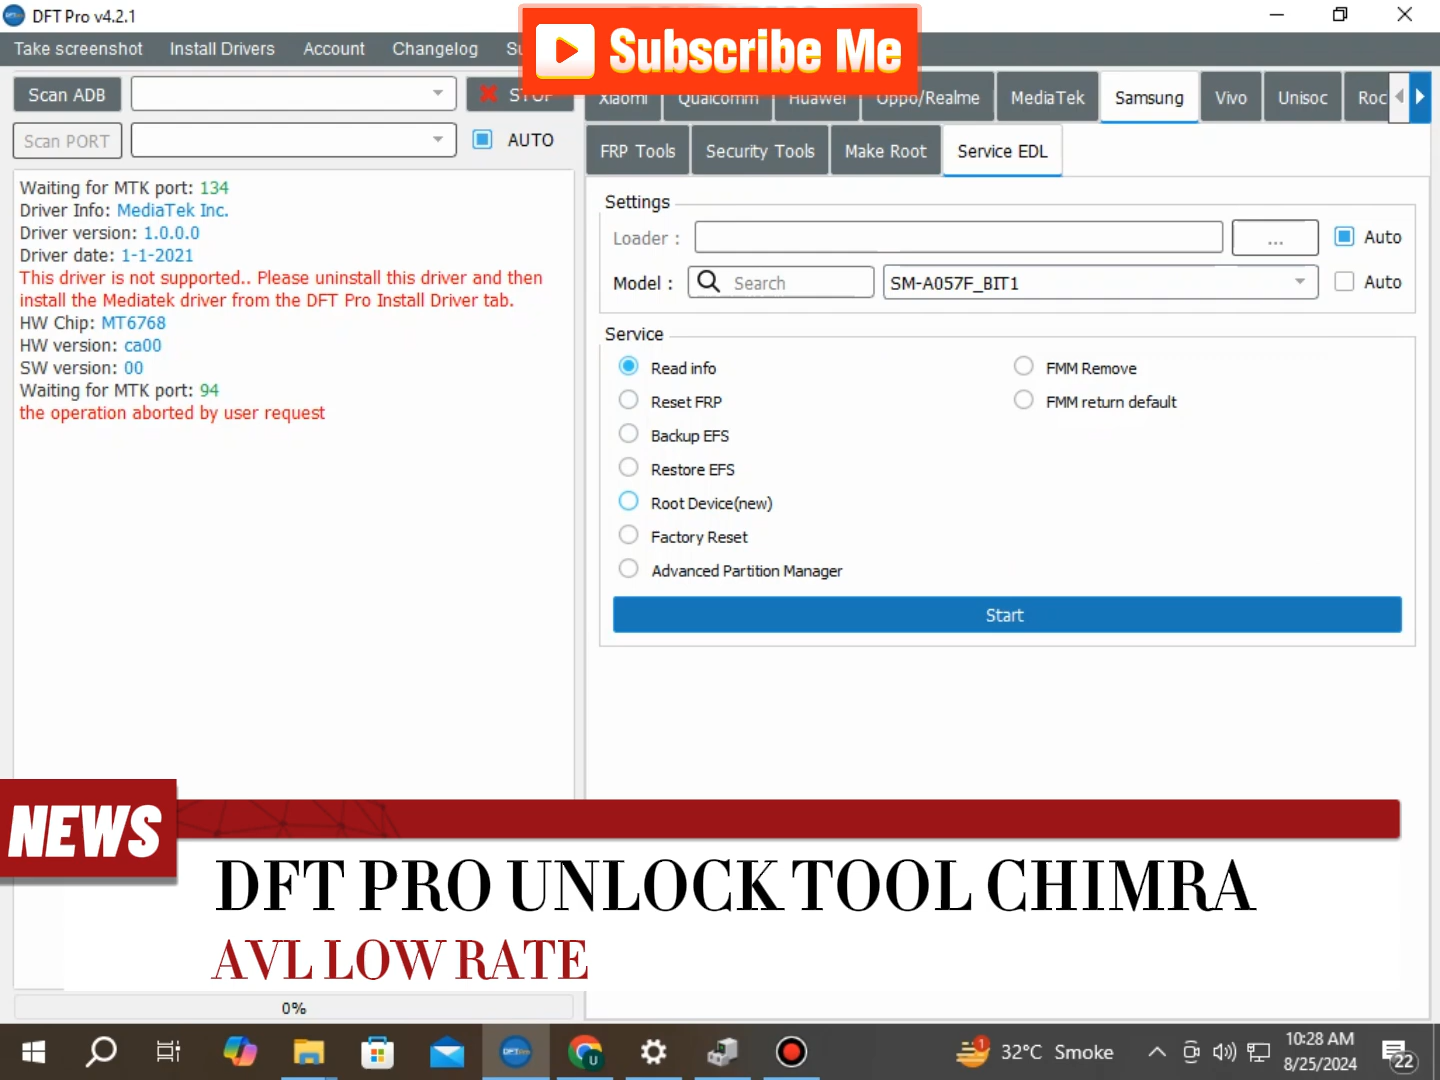 DFT Pro v4.2.1
Subscribe Me
Take screenshot Install Drivers Account Changelog
Scan ADB STOP
Xiaomi Qualcomm Huawei Oppo/Realme MediaTek Samsung Vivo Unisoc Roc
Scan PORT AUTO
FRP Tools Security Tools Make Root Service EDL
Waiting for MTK port: 134
Driver Info: MediaTek Inc.
Driver version: 1.0.0.0
Driver date: 1-1-2021
This driver is not supported.. Please uninstall this driver and then
install the Mediatek driver from the DFT Pro Install Driver tab.
HW Chip: MT6768
HW version: ca00
SW version: 00
Waiting for MTK port: 94
the operation aborted by user request
Settings
Loader : ... Auto
Model : Search SM-A057F_BIT1 Auto
Service
Read info FMM Remove
Reset FRP FMM return default
Backup EFS
Restore EFS
Root Device(new)
Factory Reset
Advanced Partition Manager
Start
NEWS
DFT PRO UNLOCK TOOL CHIMRA
AVL LOW RATE
0%
DFT Pro
U
1
32°C Smoke
10:28 AM
8/25/2024
22